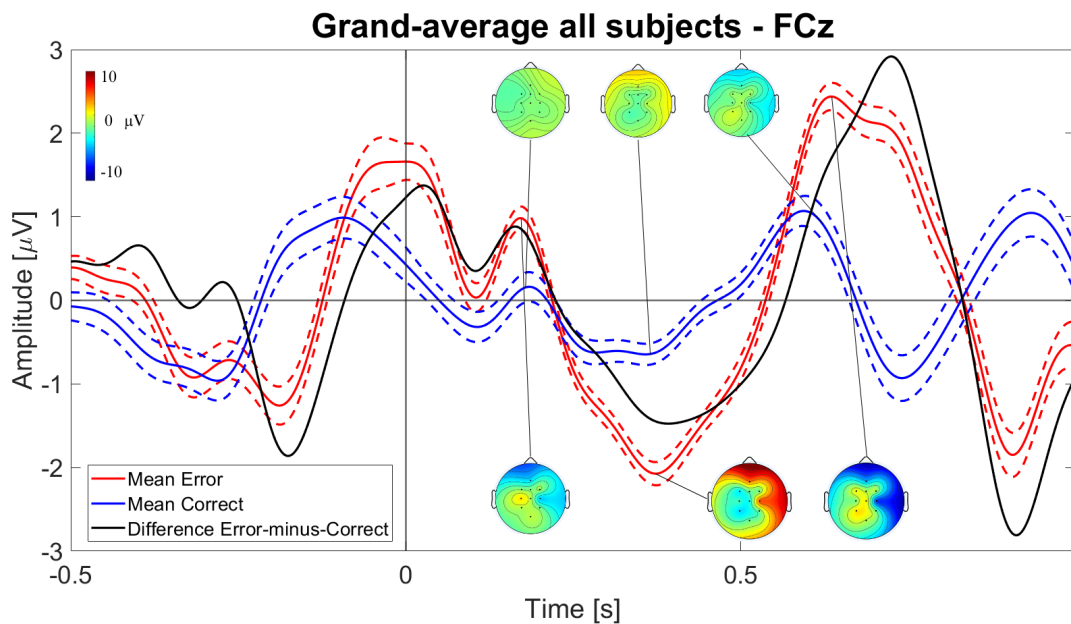 Grand-average all subjects - FCz
3
2
1
0
-1
-2
-3
Amplitude [μV]
10
0 μV
-10
Mean Error
Mean Correct
Difference Error-minus-Correct
-0.5
0
0.5
Time [s]